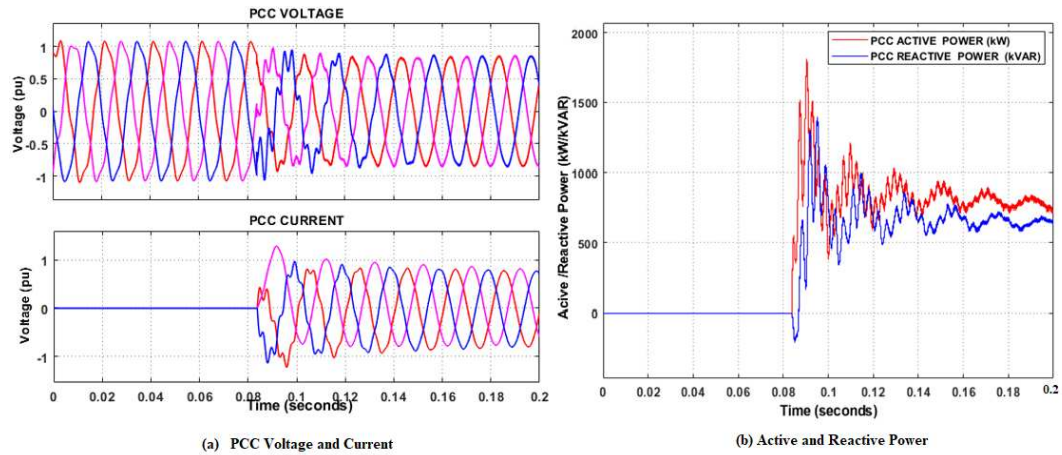 PCC VOLTAGE
Voltage (pu)
1
0.5
0
-0.5
-1
PCC CURRENT
Voltage (pu)
1
0
-1
0 0.02 0.04 0.06 0.08 0.1 0.12 0.14 0.16 0.18 0.2
Time (seconds)
(a) PCC Voltage and Current
Acive /Reactive Power (kW/kVAR)
2000
1500
1000
500
0
PCC ACTIVE POWER (kW)
PCC REACTIVE POWER (kVAR)
0 0.02 0.04 0.06 0.08 0.1 0.12 0.14 0.16 0.18 0.2
Time (seconds)
(b) Active and Reactive Power